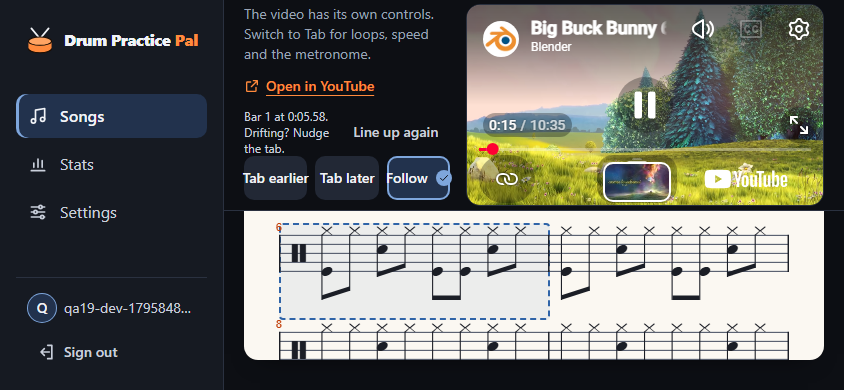 Drum Practice Pal
Songs
Stats
Settings
qa19-dev-1795848...
Q
Sign out
The video has its own controls.
Switch to Tab for loops, speed
and the metronome.
Open in YouTube
Bar 1 at 0:05.58.
Drifting? Nudge
the tab.
Line up again
Tab earlier
Tab later
Follow
Big Buck Bunny
Blender
CC
0:15 / 10:35
YouTube
6
8